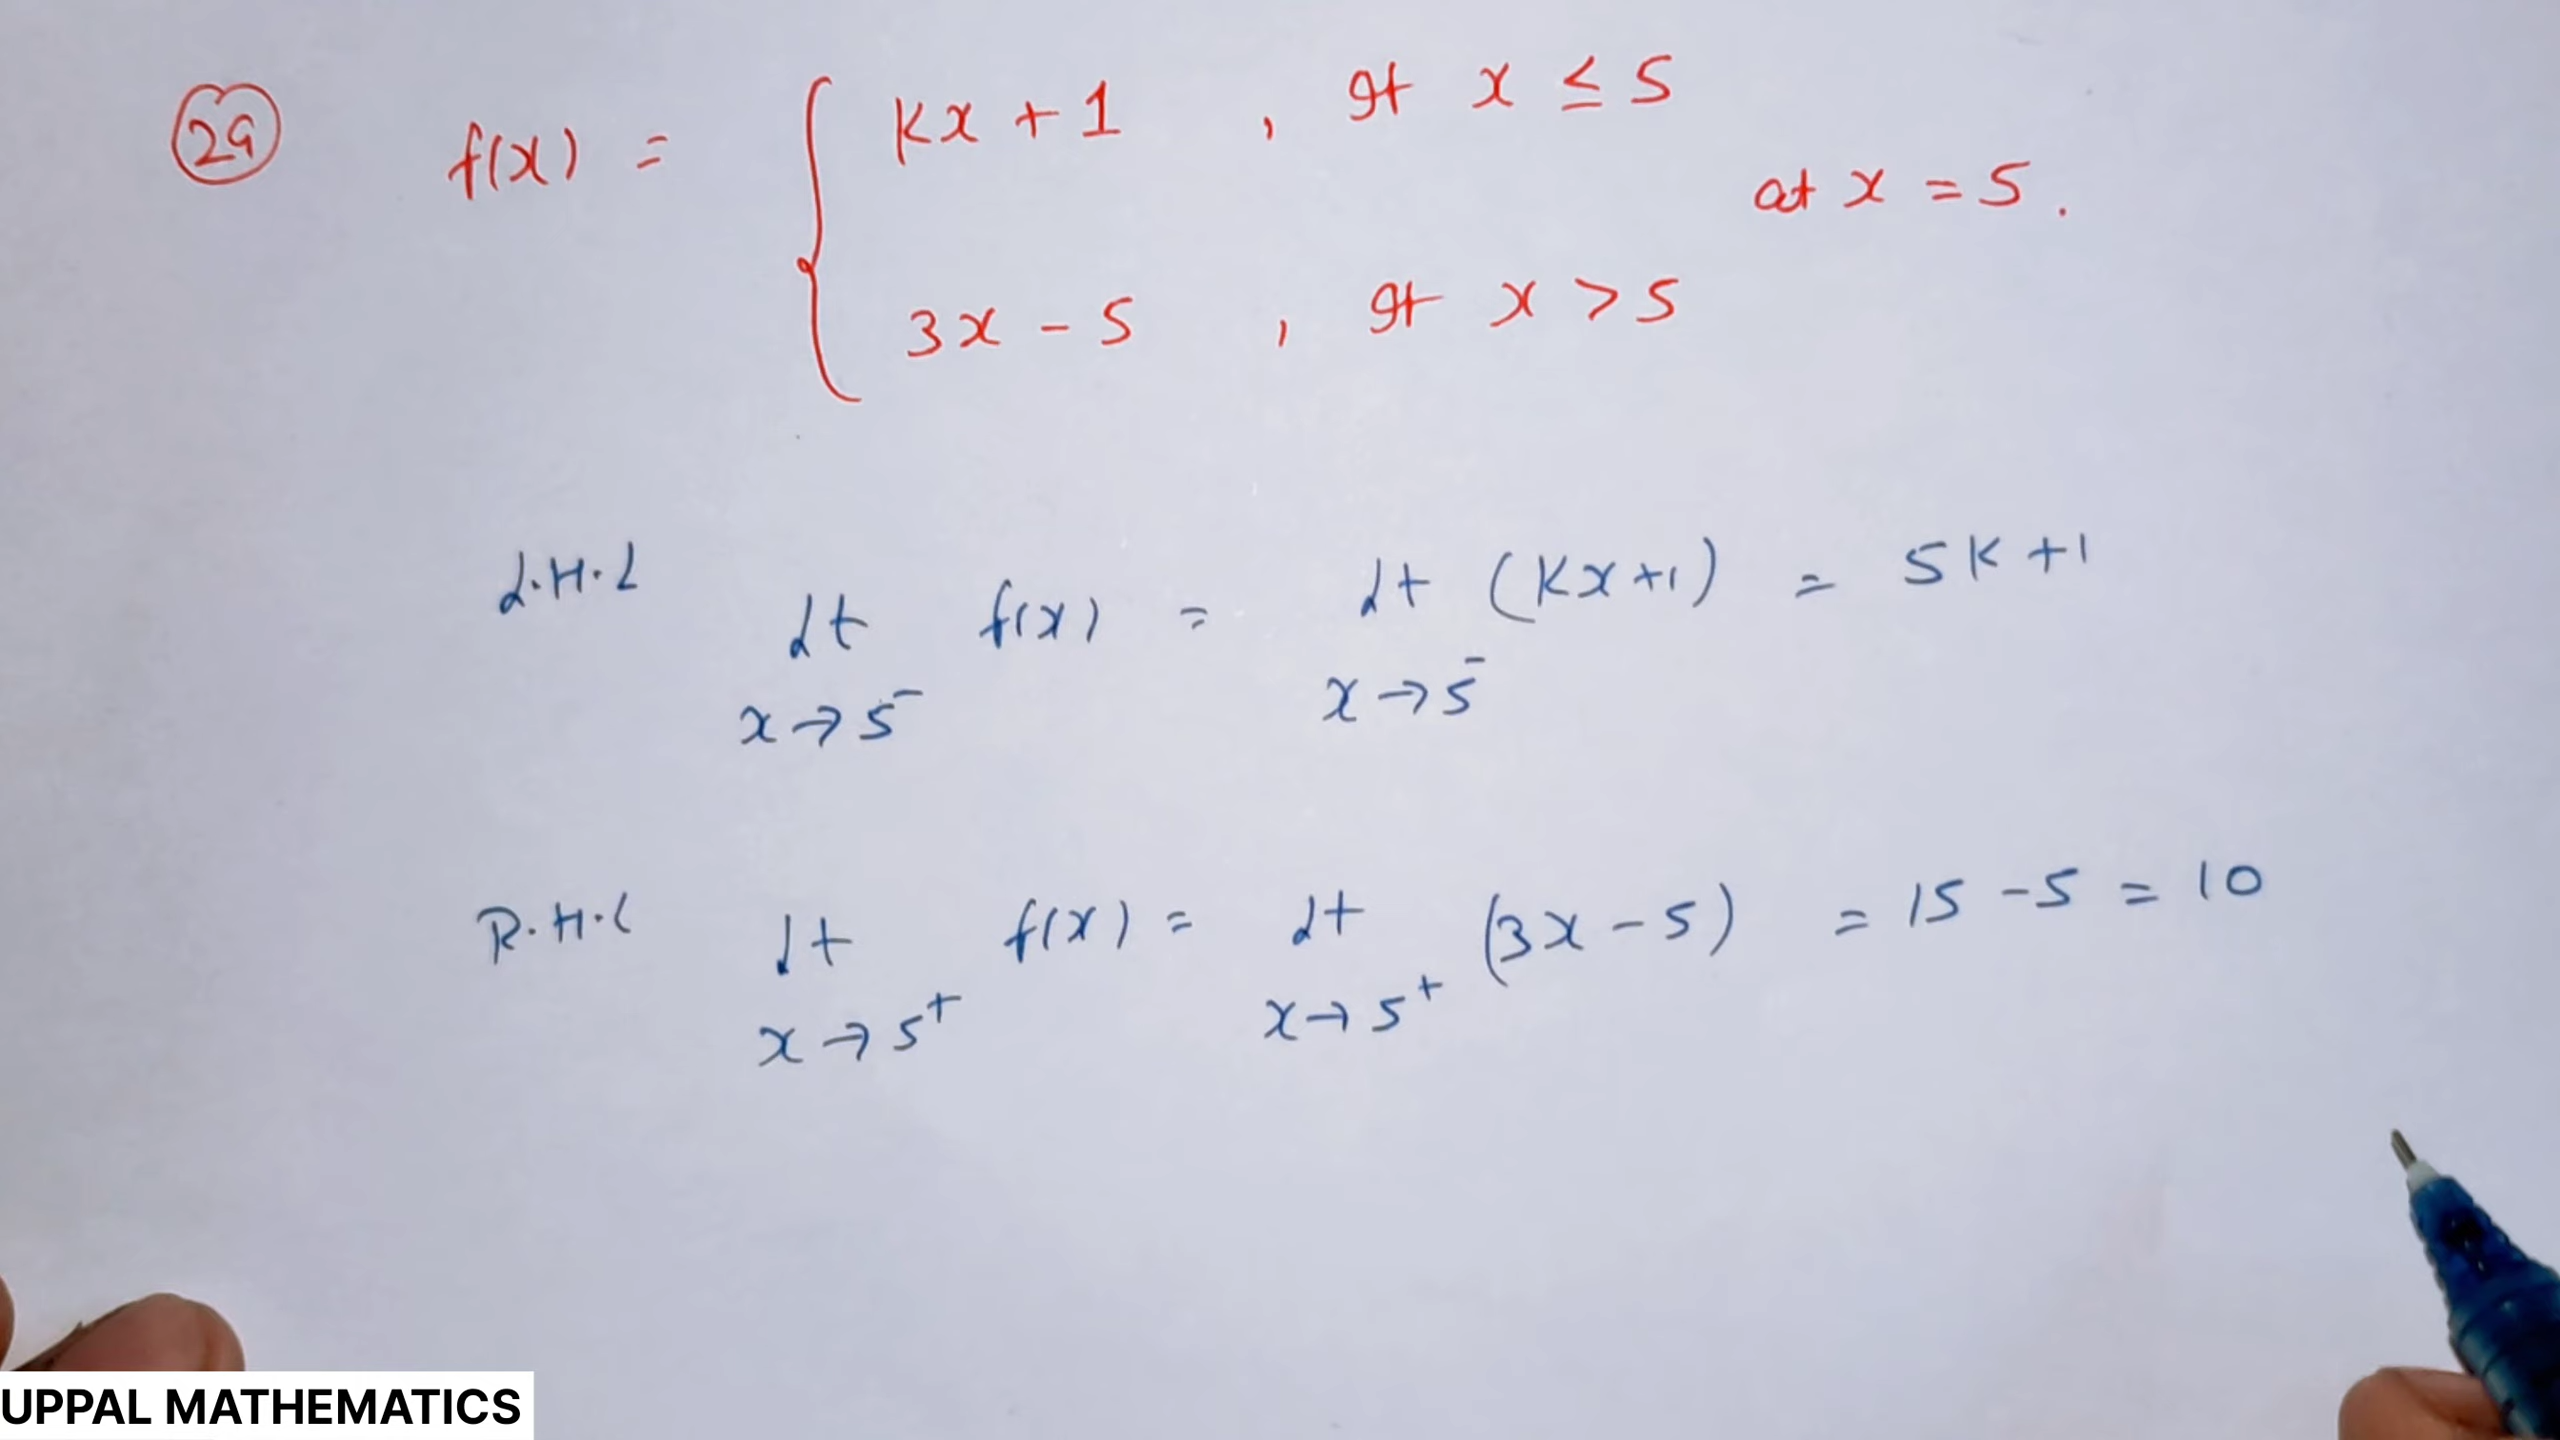 29 f(x) = { kx + 1 , If x ≤ 5
at x = 5.
3x - 5 , If x > 5
L.H.L Lt f(x) = Lt (kx+1) = 5k+1
x→5⁻ x→5⁻
R.H.L Lt f(x) = Lt (3x-5) = 15-5 = 10
x→5⁺ x→5⁺
UPPAL MATHEMATICS